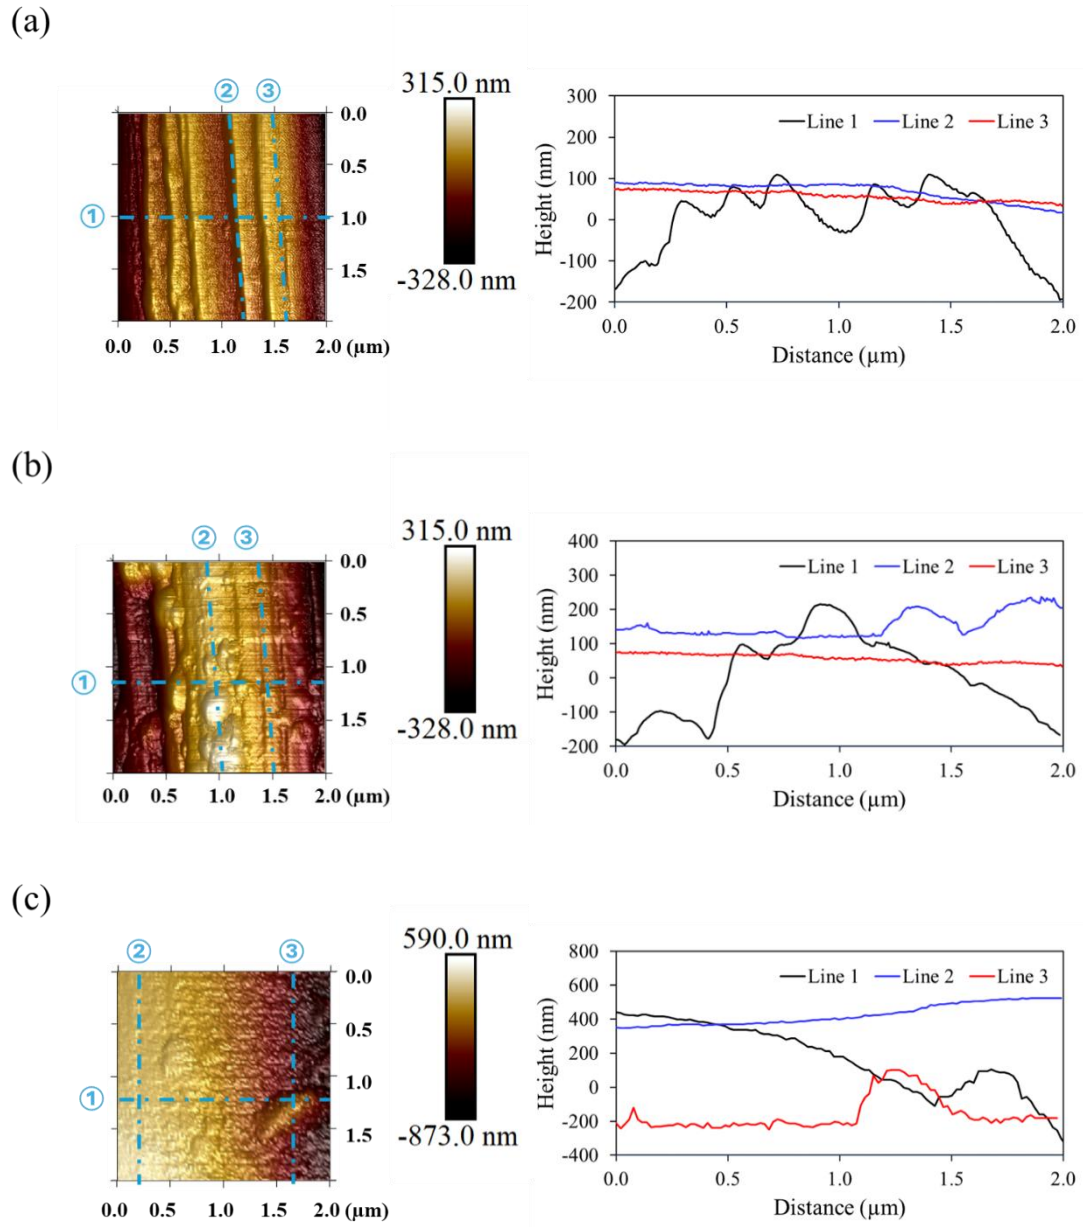 (a)
② ③
①
0.0
0.5
1.0
1.5
0.0 0.5 1.0 1.5 2.0 (µm)
315.0 nm
-328.0 nm
Height (nm)
300
200
100
0
-100
-200
Line 1 Line 2 Line 3
0.0 0.5 1.0 1.5 2.0
Distance (µm)
(b)
② ③
①
0.0
0.5
1.0
1.5
0.0 0.5 1.0 1.5 2.0 (µm)
315.0 nm
-328.0 nm
Height (nm)
400
300
200
100
0
-100
-200
Line 1 Line 2 Line 3
0.0 0.5 1.0 1.5 2.0
Distance (µm)
(c)
② ③
①
0.0
0.5
1.0
1.5
0.0 0.5 1.0 1.5 2.0 (µm)
590.0 nm
-873.0 nm
Height (nm)
800
600
400
200
0
-200
-400
Line 1 Line 2 Line 3
0.0 0.5 1.0 1.5 2.0
Distance (µm)